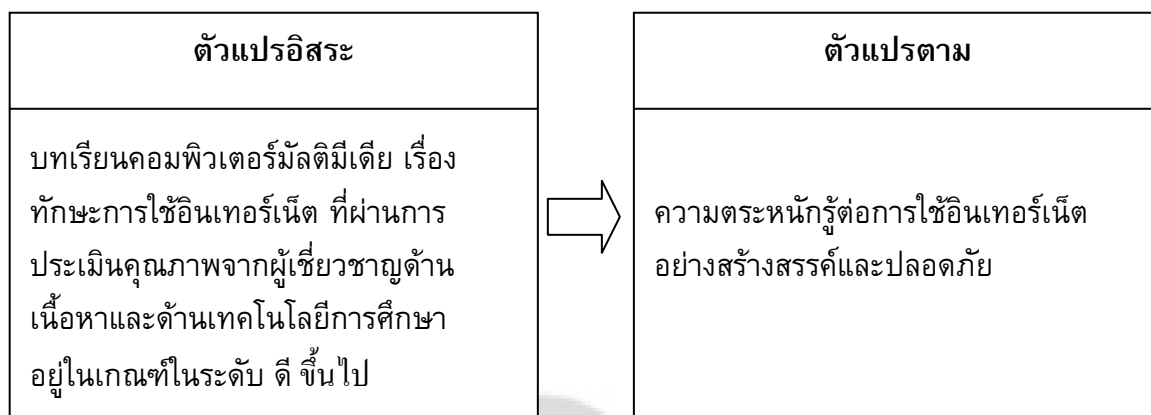 ตัวแปรอิสระ
บทเรียนคอมพิวเตอร์มัลติมีเดีย เรื่อง
ทักษะการใช้อินเทอร์เน็ต ที่ผ่านการ
ประเมินคุณภาพจากผู้เชี่ยวชาญด้าน
เนื้อหาและด้านเทคโนโลยีการศึกษา
อยู่ในเกณฑ์ในระดับ ดี ขึ้นไป
ตัวแปรตาม
ความตระหนักรู้ต่อการใช้อินเทอร์เน็ต
อย่างสร้างสรรค์และปลอดภัย